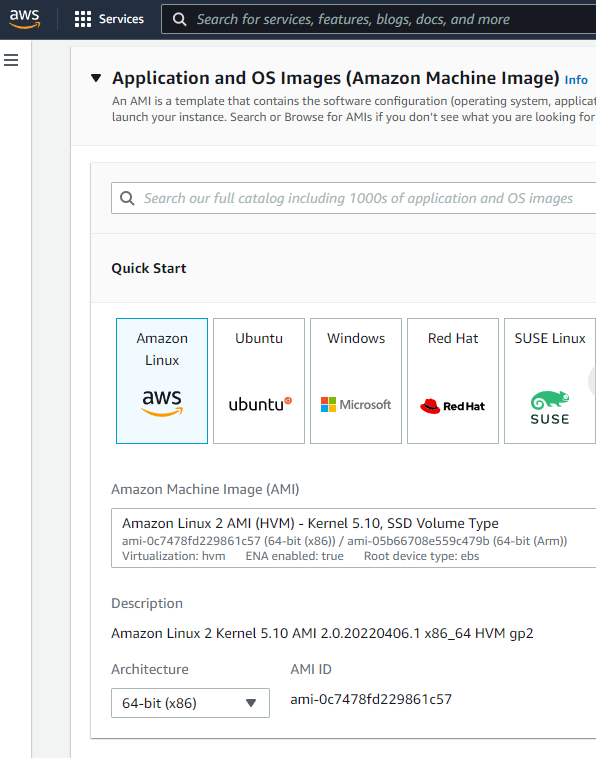 aws
Services
Search for services, features, blogs, docs, and more
Application and OS Images (Amazon Machine Image) Info
An AMI is a template that contains the software configuration (operating system, applicat
launch your instance. Search or Browse for AMIs if you don't see what you are looking for
Search our full catalog including 1000s of application and OS images
Quick Start
Amazon
Linux
aws
Ubuntu
ubuntu
Windows
Microsoft
Red Hat
Red Hat
SUSE Linux
SUSE
Amazon Machine Image (AMI)
Amazon Linux 2 AMI (HVM) - Kernel 5.10, SSD Volume Type
ami-0c7478fd229861c57 (64-bit (x86)) / ami-05b66708e559c479b (64-bit (Arm))
Virtualization: hvm ENA enabled: true Root device type: ebs
Description
Amazon Linux 2 Kernel 5.10 AMI 2.0.20220406.1 x86_64 HVM gp2
Architecture
64-bit (x86)
AMI ID
ami-0c7478fd229861c57